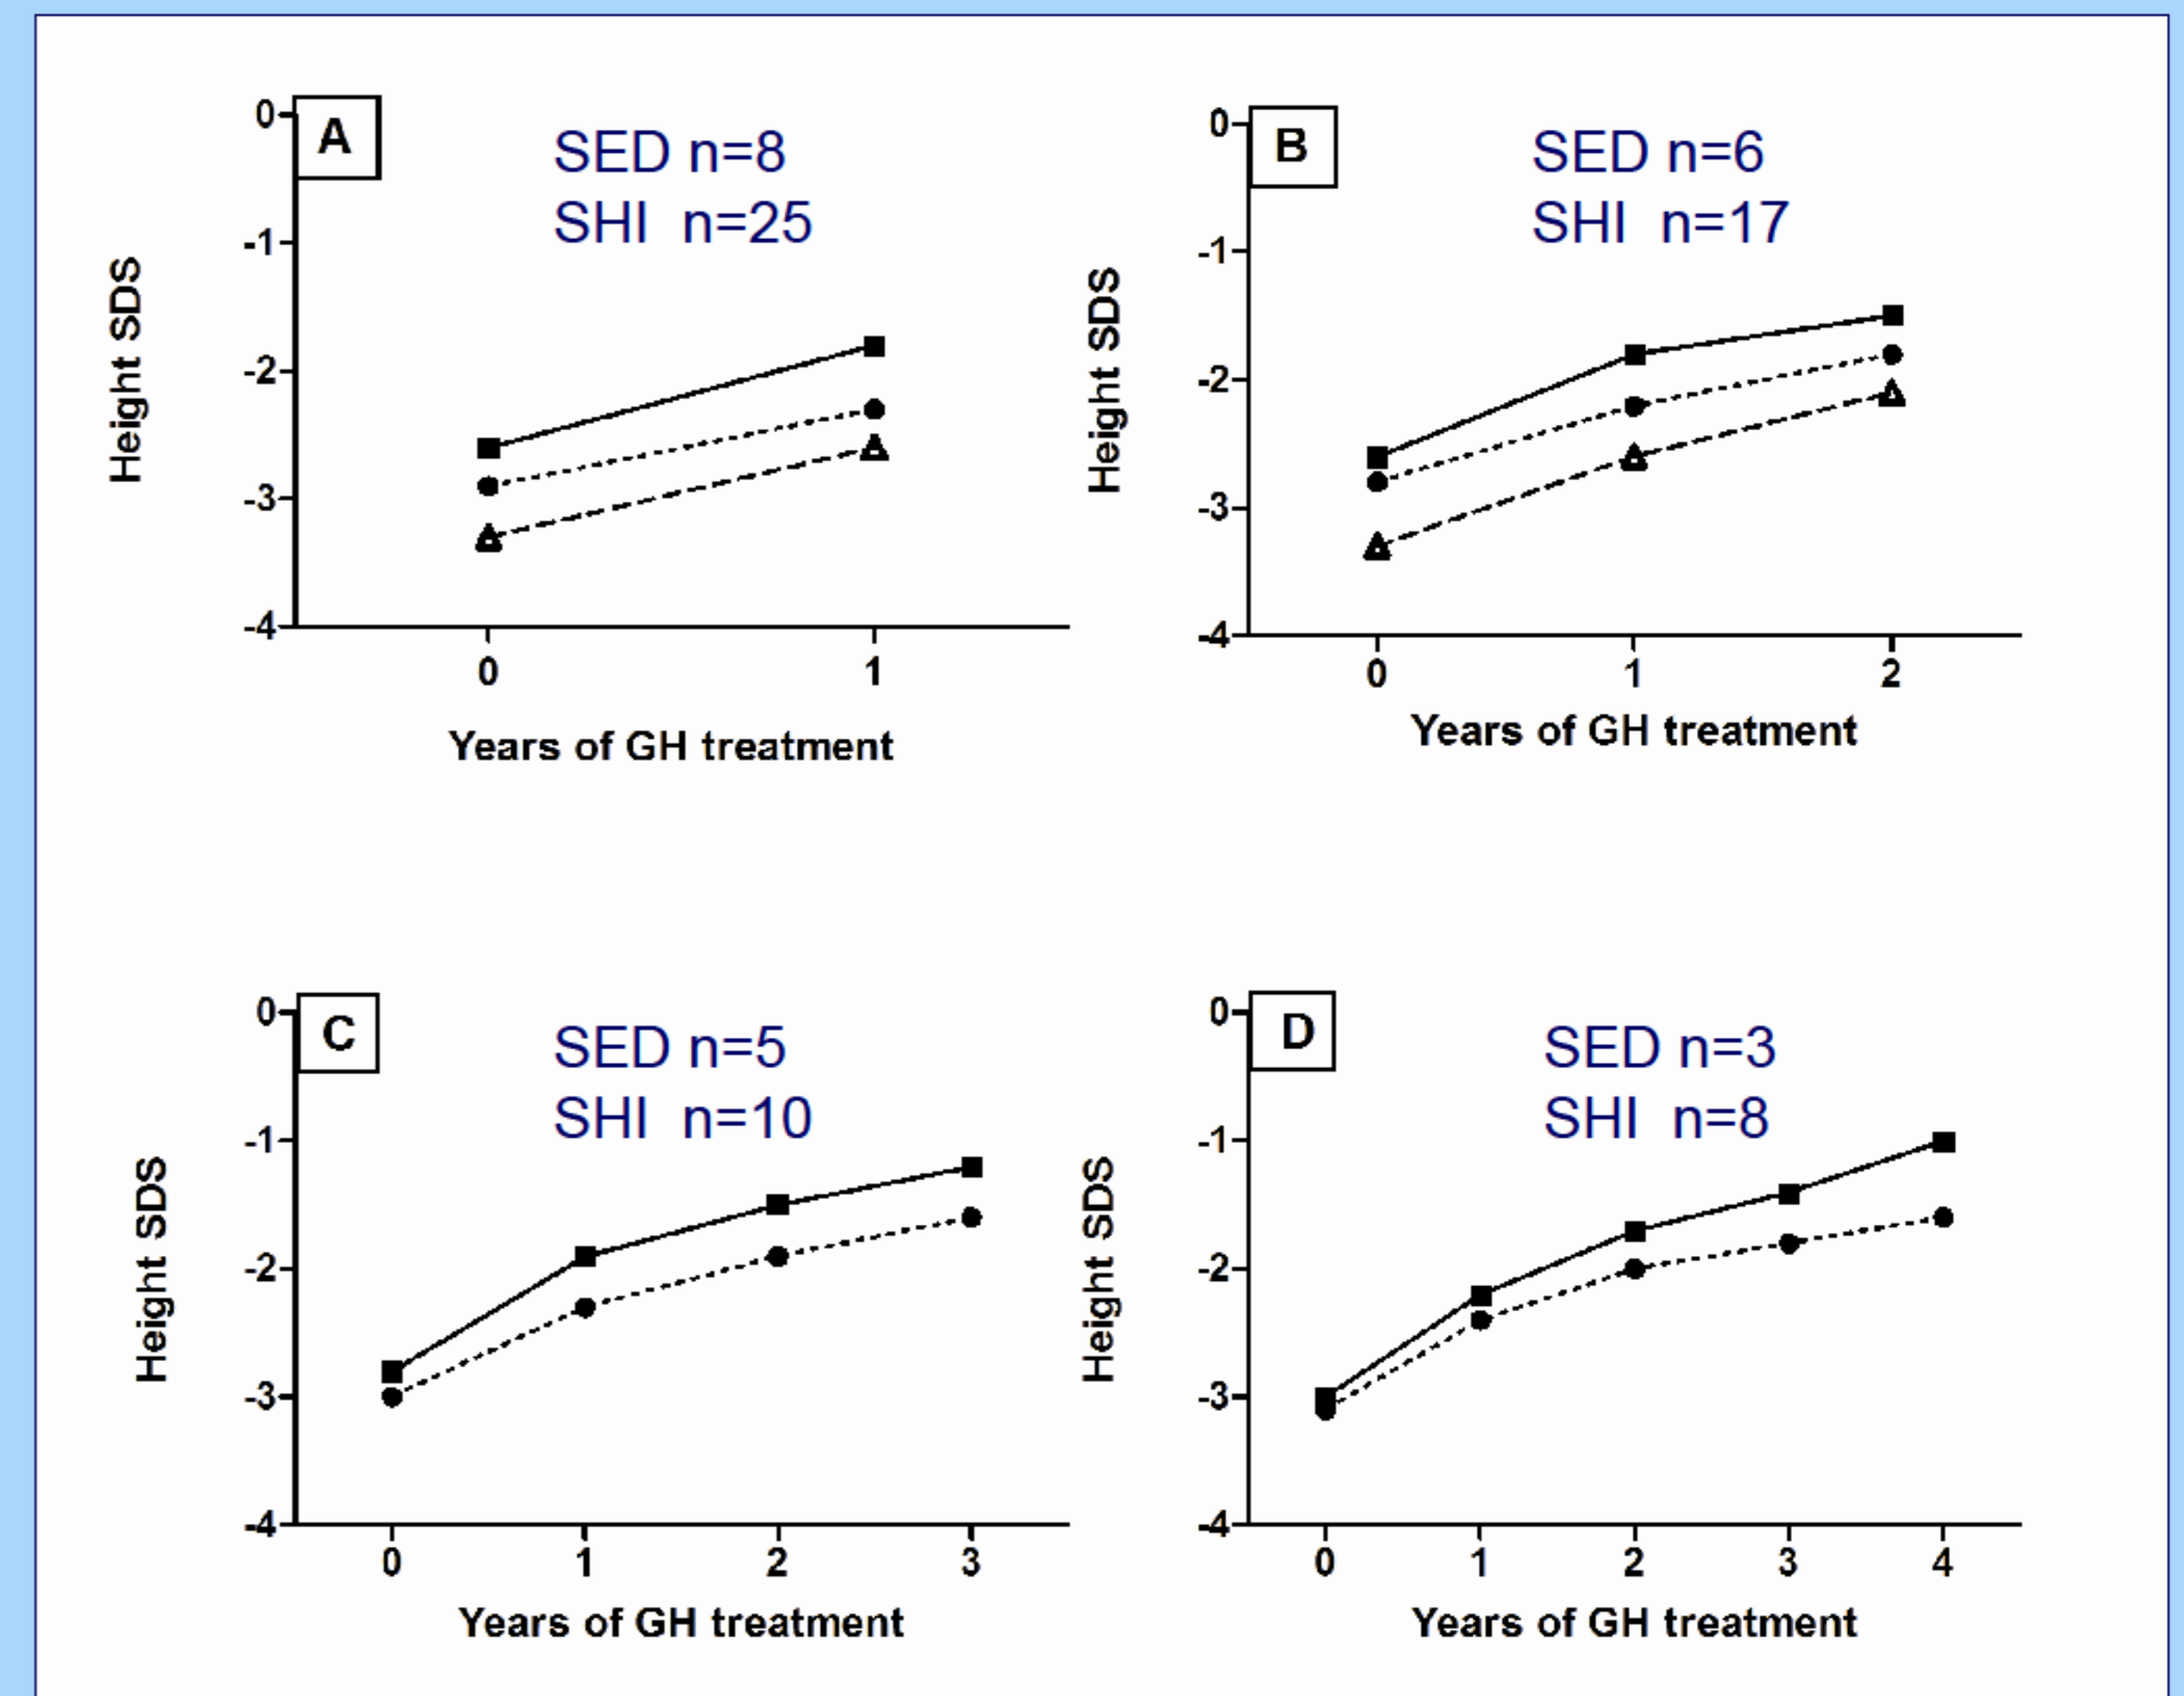 A
SED n=8
SHI n=25
Height SDS
0
-1
-2
-3
-4
0 1
Years of GH treatment
B
SED n=6
SHI n=17
Height SDS
0
-1
-2
-3
-4
0 1 2
Years of GH treatment
C
SED n=5
SHI n=10
Height SDS
0
-1
-2
-3
-4
0 1 2 3
Years of GH treatment
D
SED n=3
SHI n=8
Height SDS
0
-1
-2
-3
-4
0 1 2 3 4
Years of GH treatment